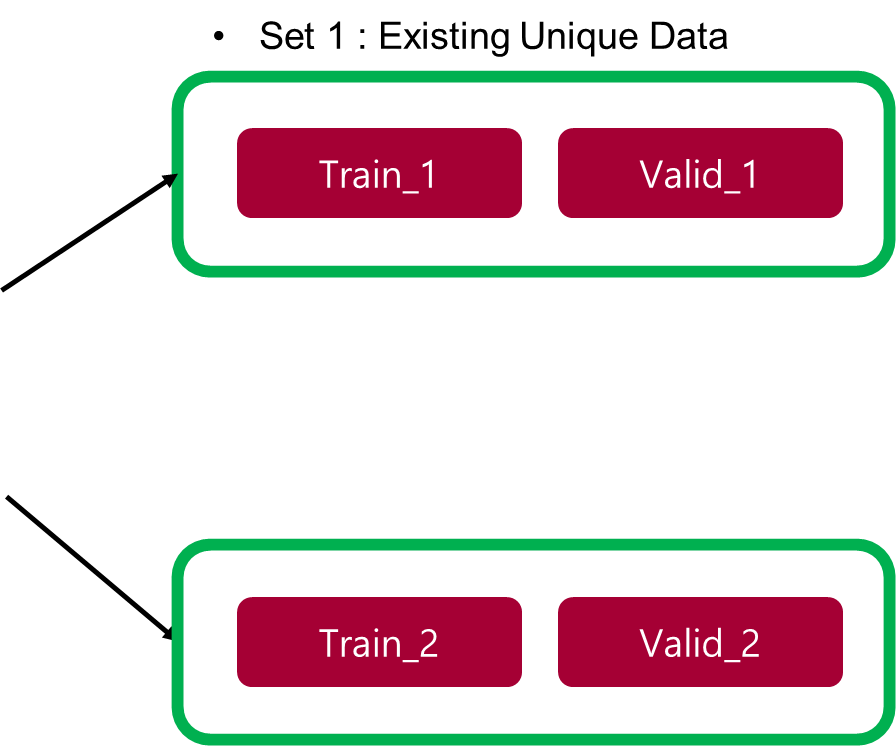 • Set 1 : Existing Unique Data
Train_1
Valid_1
Train_2
Valid_2